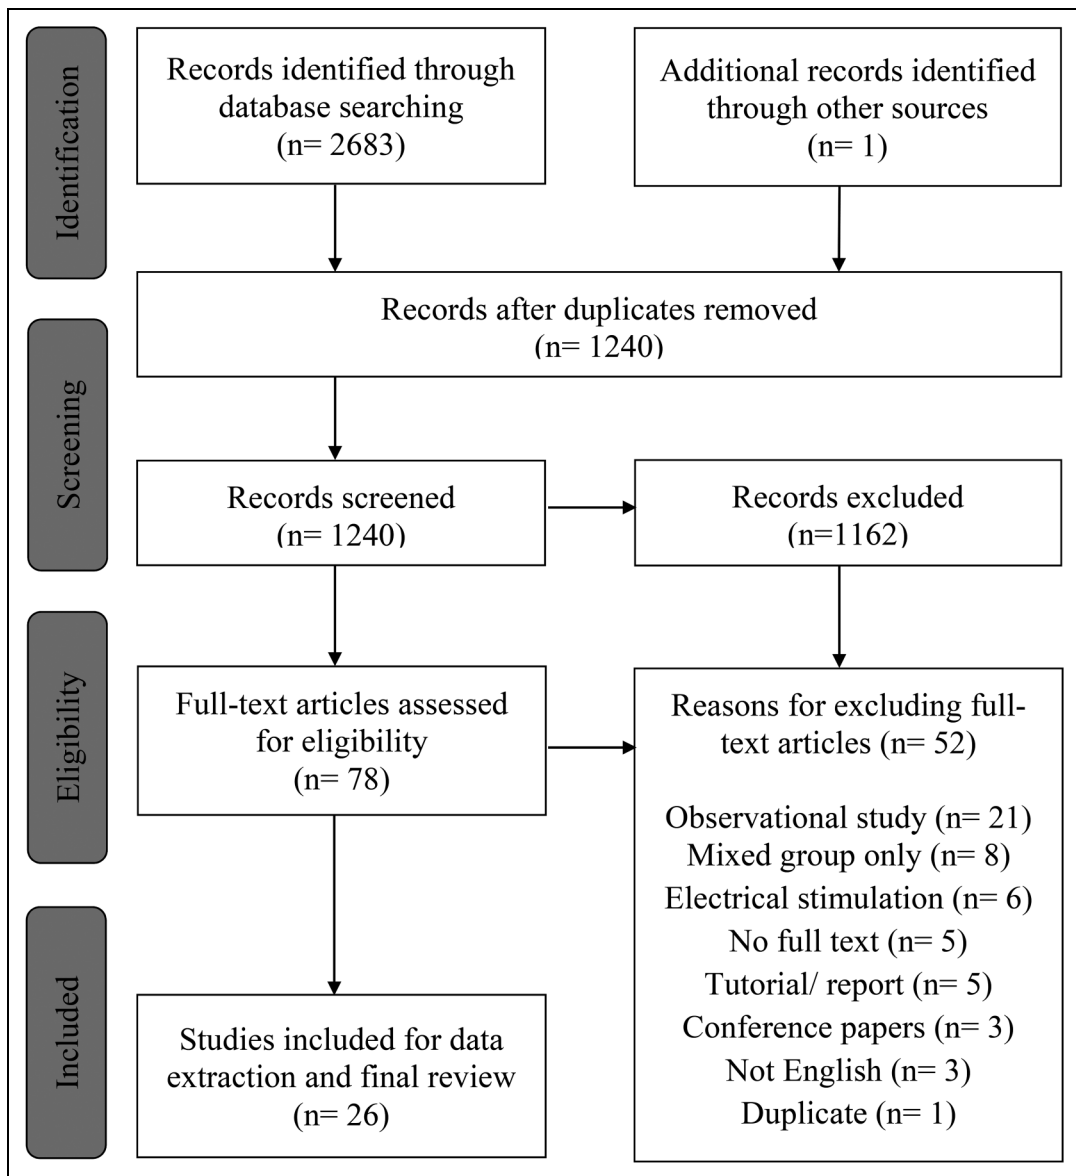 Identification
Records identified through
database searching
(n= 2683)
Additional records identified
through other sources
(n= 1)
Records after duplicates removed
(n= 1240)
Screening
Records screened
(n= 1240)
Records excluded
(n=1162)
Eligibility
Full-text articles assessed
for eligibility
(n= 78)
Reasons for excluding full-
text articles (n= 52)
Observational study (n= 21)
Mixed group only (n= 8)
Electrical stimulation (n= 6)
No full text (n= 5)
Tutorial/ report (n= 5)
Conference papers (n= 3)
Not English (n= 3)
Duplicate (n= 1)
Included
Studies included for data
extraction and final review
(n= 26)